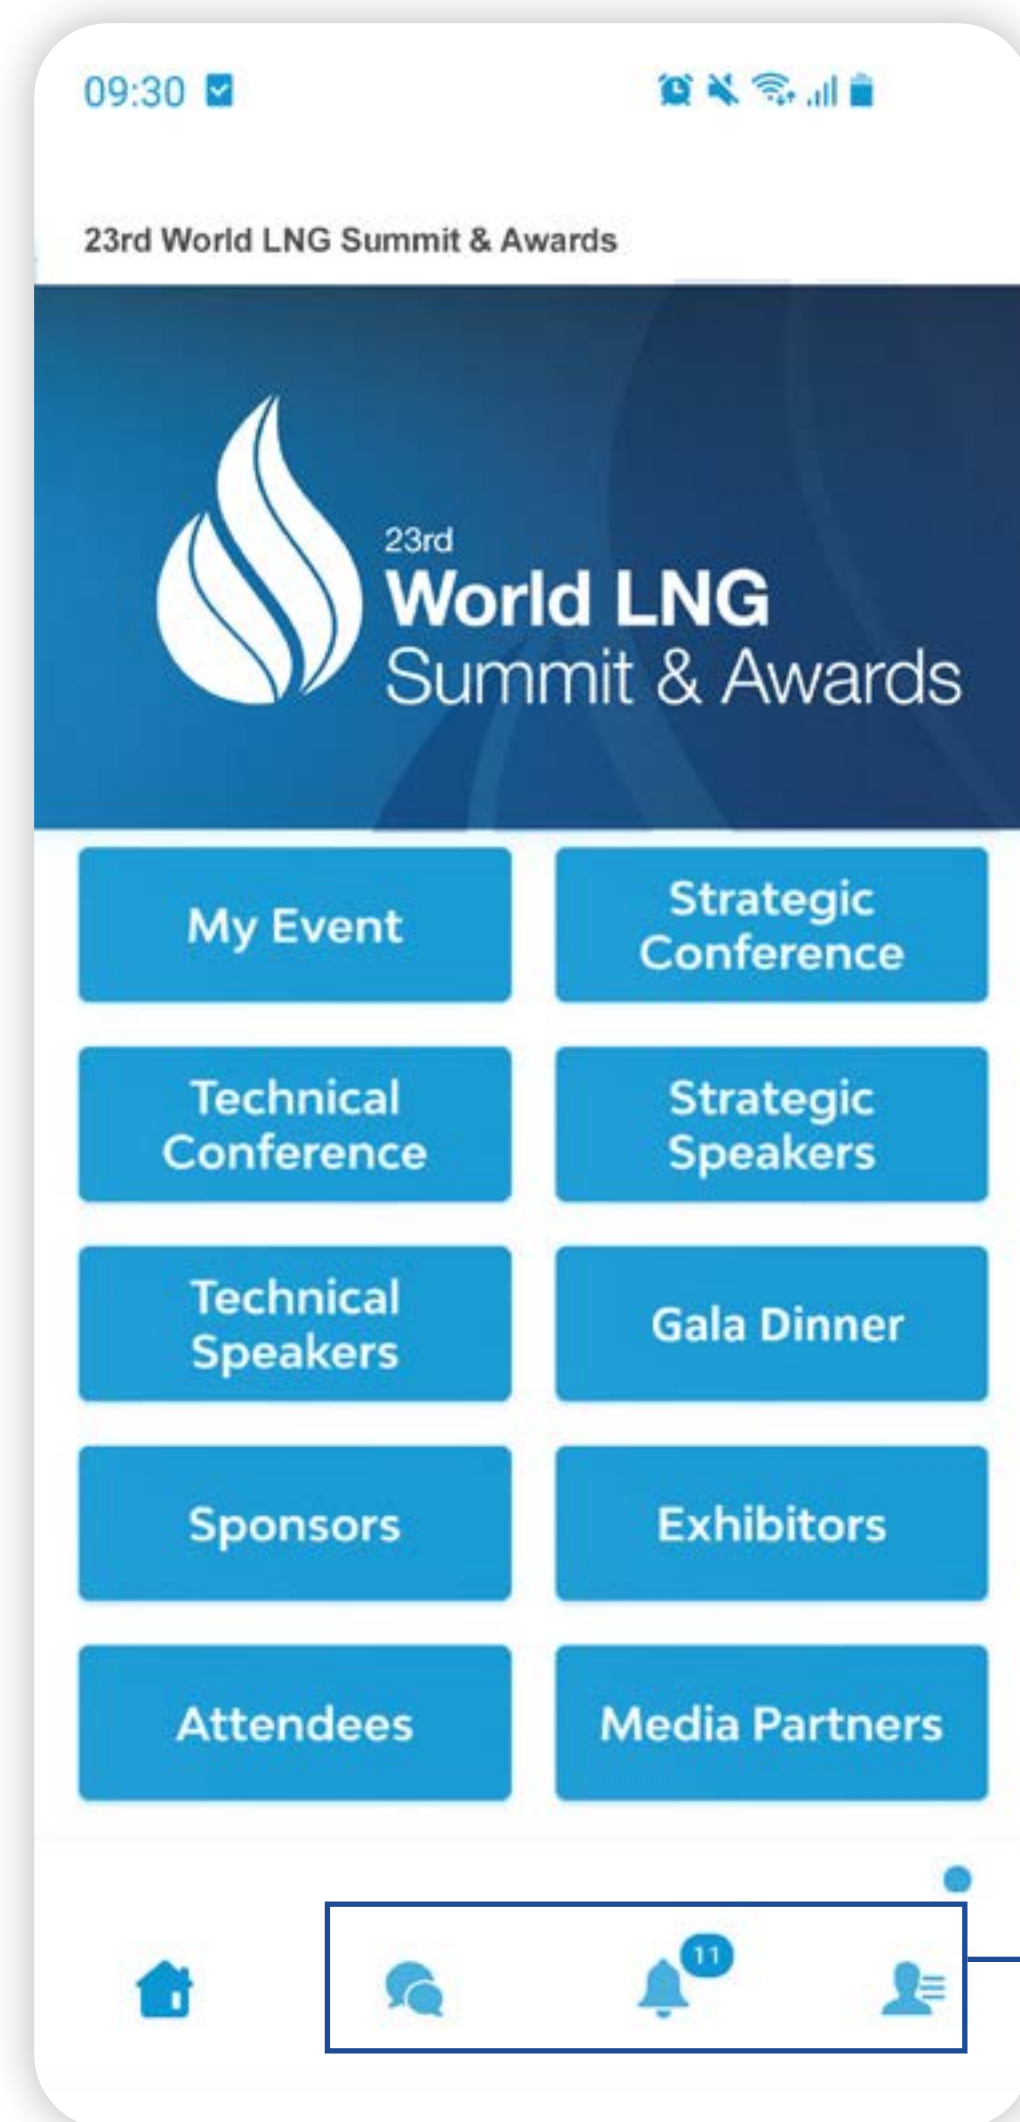 09:30
23rd World LNG Summit & Awards
23rd
World LNG
Summit & Awards
My Event
Strategic
Conference
Technical
Conference
Strategic
Speakers
Technical
Speakers
Gala Dinner
Sponsors
Exhibitors
Attendees
Media Partners
11